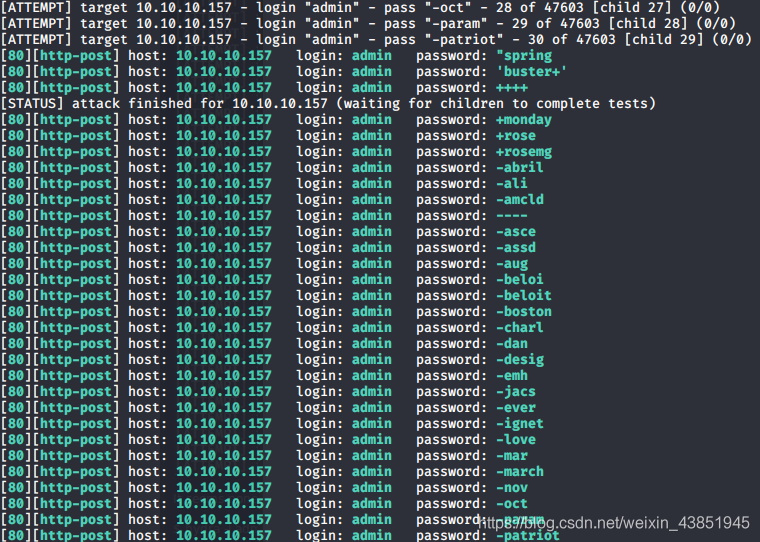 [ATTEMPT] target 10.10.10.157 - login "admin" - pass "-oct" - 28 of 47603 [child 27] (0/0)
[ATTEMPT] target 10.10.10.157 - login "admin" - pass "-param" - 29 of 47603 [child 28] (0/0)
[ATTEMPT] target 10.10.10.157 - login "admin" - pass "-patriot" - 30 of 47603 [child 29] (0/0)
[80][http-post] host: 10.10.10.157   login: admin   password: "spring
[80][http-post] host: 10.10.10.157   login: admin   password: 'buster+'
[80][http-post] host: 10.10.10.157   login: admin   password: ++++
[STATUS] attack finished for 10.10.10.157 (waiting for children to complete tests)
[80][http-post] host: 10.10.10.157   login: admin   password: +monday
[80][http-post] host: 10.10.10.157   login: admin   password: +rose
[80][http-post] host: 10.10.10.157   login: admin   password: +rosemg
[80][http-post] host: 10.10.10.157   login: admin   password: -abril
[80][http-post] host: 10.10.10.157   login: admin   password: -ali
[80][http-post] host: 10.10.10.157   login: admin   password: -amcld
[80][http-post] host: 10.10.10.157   login: admin   password: ----
[80][http-post] host: 10.10.10.157   login: admin   password: -asce
[80][http-post] host: 10.10.10.157   login: admin   password: -assd
[80][http-post] host: 10.10.10.157   login: admin   password: -aug
[80][http-post] host: 10.10.10.157   login: admin   password: -beloi
[80][http-post] host: 10.10.10.157   login: admin   password: -beloit
[80][http-post] host: 10.10.10.157   login: admin   password: -boston
[80][http-post] host: 10.10.10.157   login: admin   password: -charl
[80][http-post] host: 10.10.10.157   login: admin   password: -dan
[80][http-post] host: 10.10.10.157   login: admin   password: -desig
[80][http-post] host: 10.10.10.157   login: admin   password: -emh
[80][http-post] host: 10.10.10.157   login: admin   password: -jacs
[80][http-post] host: 10.10.10.157   login: admin   password: -ever
[80][http-post] host: 10.10.10.157   login: admin   password: -ignet
[80][http-post] host: 10.10.10.157   login: admin   password: -love
[80][http-post] host: 10.10.10.157   login: admin   password: -mar
[80][http-post] host: 10.10.10.157   login: admin   password: -march
[80][http-post] host: 10.10.10.157   login: admin   password: -nov
[80][http-post] host: 10.10.10.157   login: admin   password: -oct
[80][http-post] host: 10.10.10.157   login: admin   password: -param
https://blog.csdn.net/weixin_43851945
[80][http-post] host: 10.10.10.157   login: admin   password: -patriot